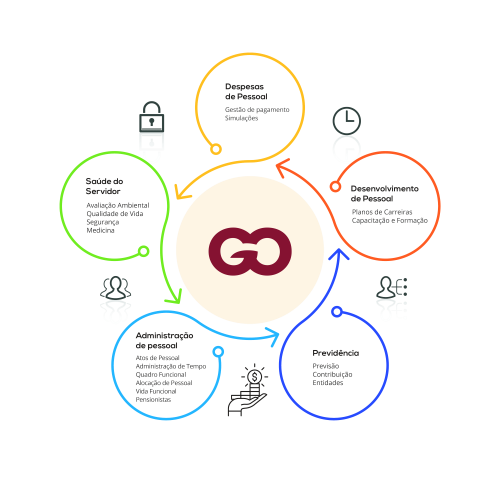 Despesas
de Pessoal
Gestão de pagamento
Simulações
Desenvolvimento
de Pessoal
Planos de Carreiras
Capacitação e Formação
Previdência
Previsão
Contribuição
Entidades
Administração
de pessoal
Atos de Pessoal
Administração de Tempo
Quadro Funcional
Alocação de Pessoal
Vida Funcional
Pensionistas
Saúde do
Servidor
Avaliação Ambiental
Qualidade de Vida
Segurança
Medicina
GO
$